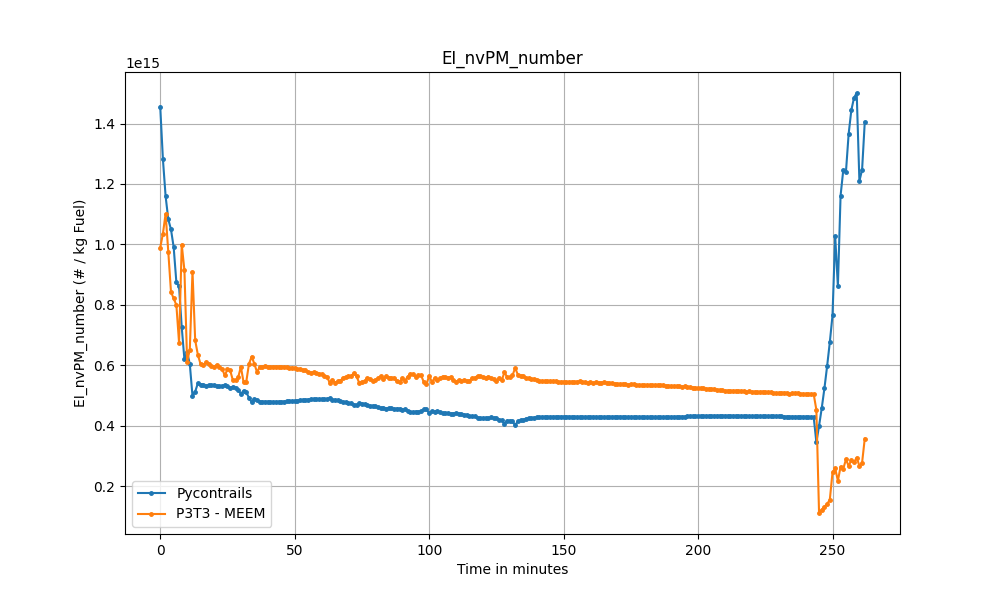 EI_nvPM_number
1e15
EI_nvPM_number (# / kg Fuel)
1.4
1.2
1.0
0.8
0.6
0.4
0.2
Pycontrails
P3T3 - MEEM
0 50 100 150 200 250
Time in minutes